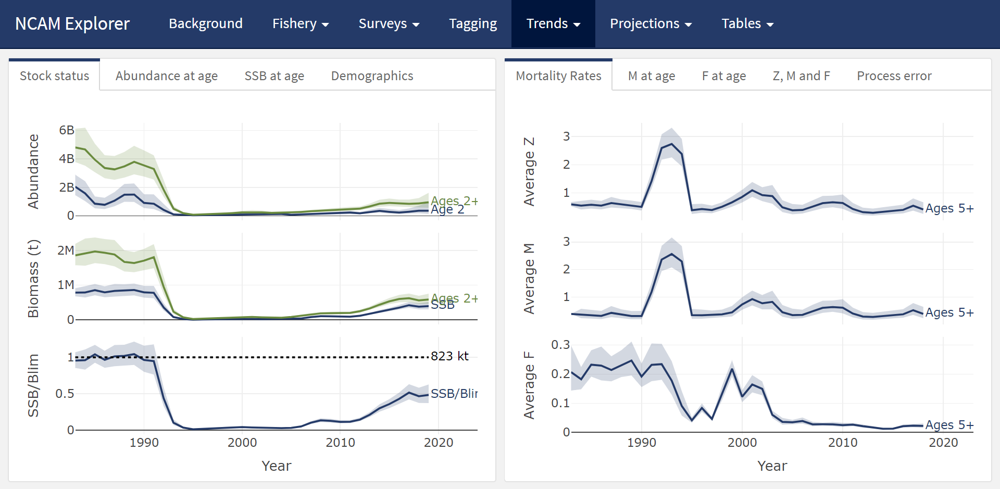 NCAM Explorer Background Fishery Surveys Tagging Trends Projections Tables
Stock status Abundance at age SSB at age Demographics
Abundance
6B
4B
2B
0
Ages 2+
Age 2
Biomass (t)
2M
1M
0
Ages 2+
SSB
SSB/Blim
1
0.5
0
823 kt
SSB/Blir
1990 2000 2010 2020
Year
Mortality Rates M at age F at age Z, M and F Process error
Average Z
3
2
1
Ages 5+
Average M
3
2
1
Ages 5+
Average F
0.3
0.2
0.1
0
Ages 5+
1990 2000 2010 2020
Year